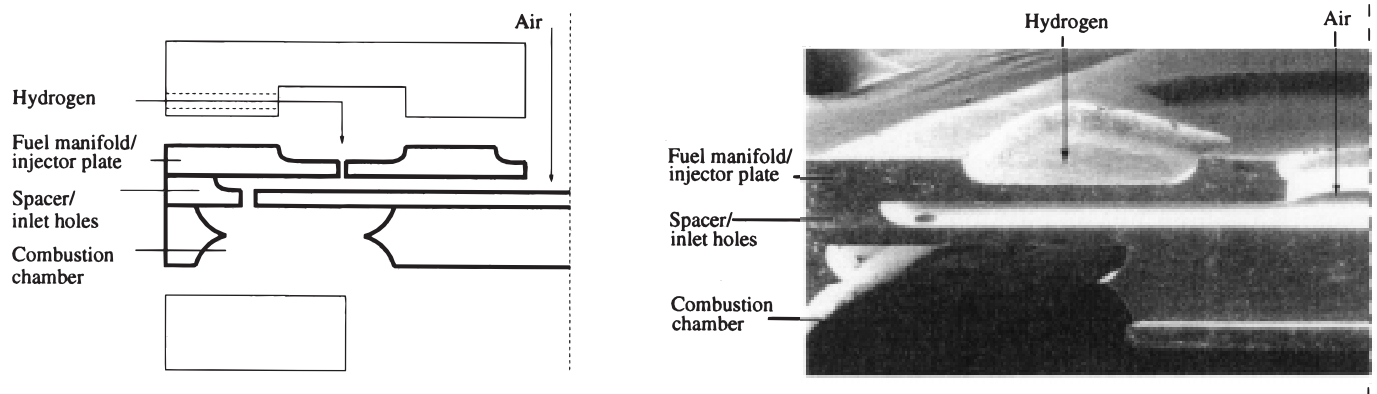 Air
Hydrogen
Fuel manifold/
injector plate
Spacer/
inlet holes
Combustion
chamber
Hydrogen
Air
Fuel manifold/
injector plate
Spacer/
inlet holes
Combustion
chamber